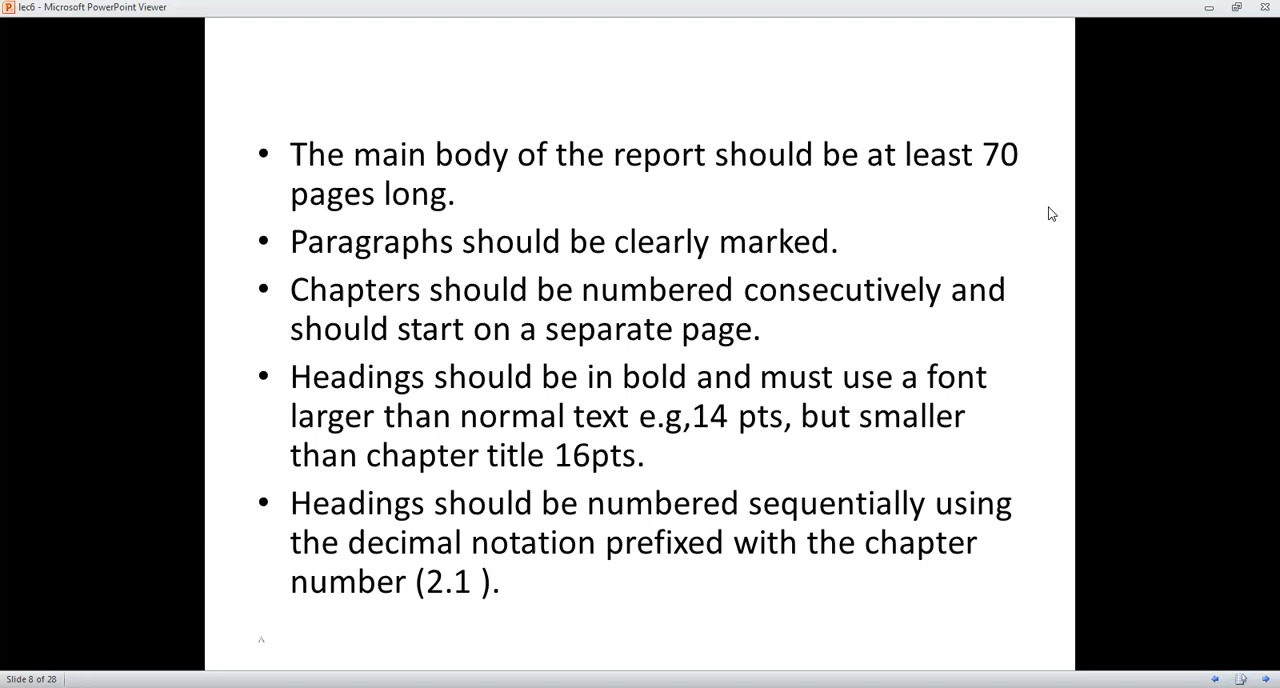 lec6 - Microsoft PowerPoint Viewer
• The main body of the report should be at least 70
pages long.
• Paragraphs should be clearly marked.
• Chapters should be numbered consecutively and
should start on a separate page.
• Headings should be in bold and must use a font
larger than normal text e.g,14 pts, but smaller
than chapter title 16pts.
• Headings should be numbered sequentially using
the decimal notation prefixed with the chapter
number (2.1 ).
٨
Slide 8 of 28